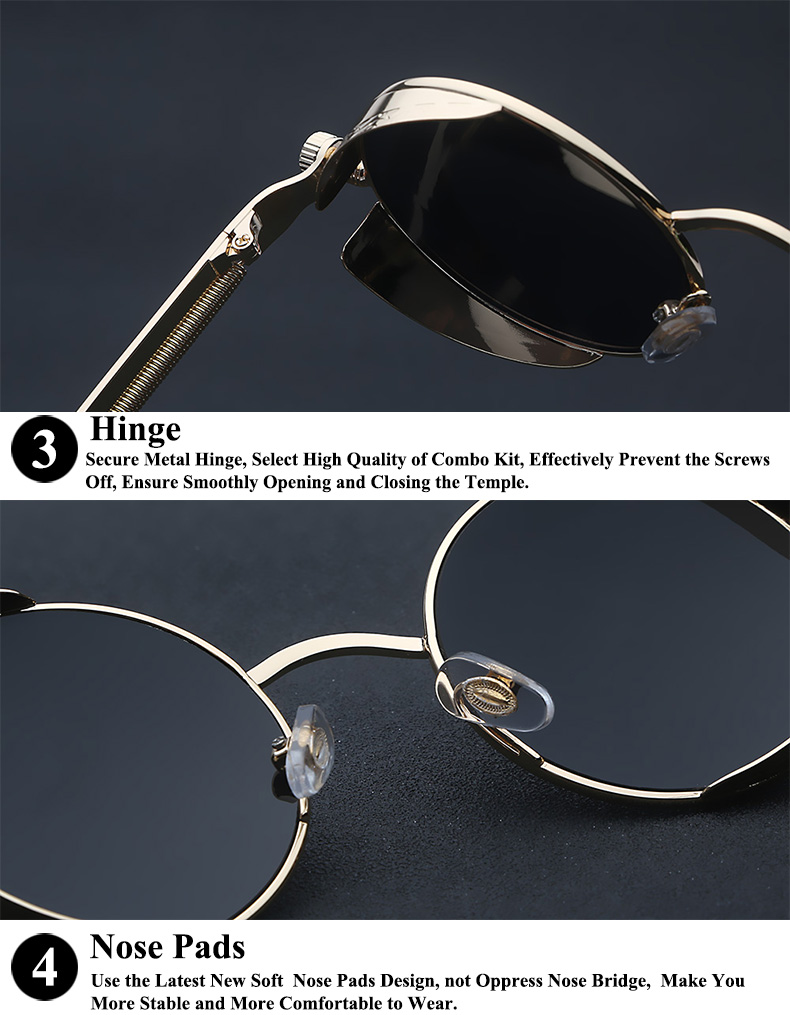 3
Hinge
Secure Metal Hinge, Select High Quality of Combo Kit, Effectively Prevent the Screws
Off, Ensure Smoothly Opening and Closing the Temple.
4
Nose Pads
Use the Latest New Soft  Nose Pads Design, not Oppress Nose Bridge,  Make You
More Stable and More Comfortable to Wear.